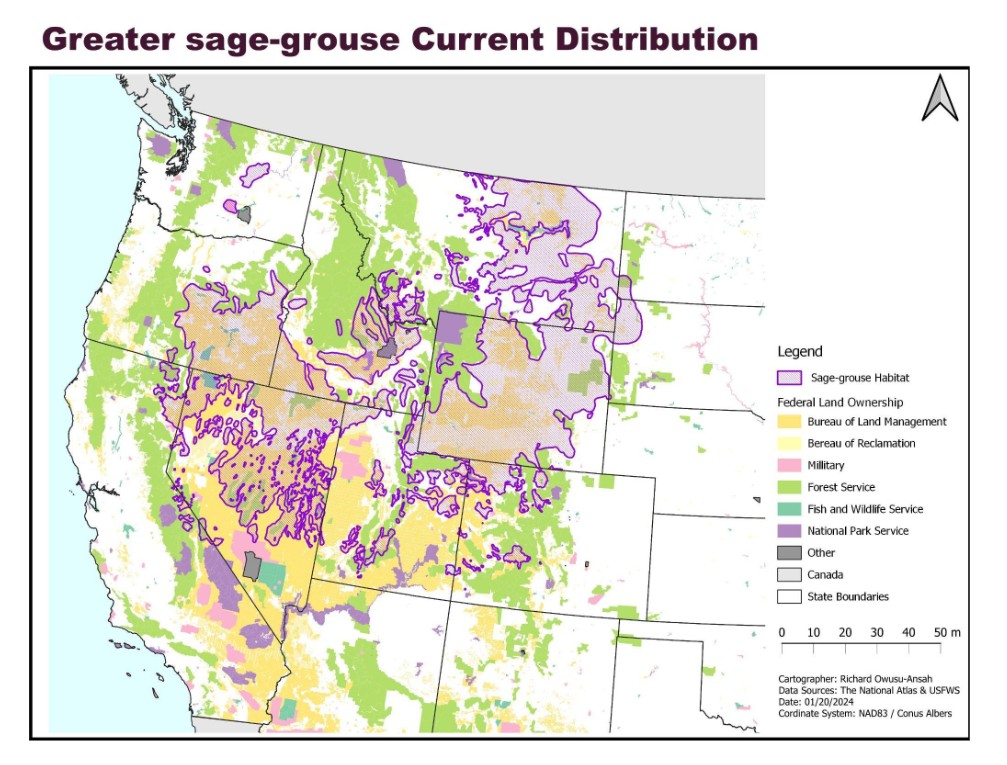 Greater sage-grouse Current Distribution
Legend
Sage-grouse Habitat
Federal Land Ownership
Bureau of Land Management
Bereau of Reclamation
Millitary
Forest Service
Fish and Wildlife Service
National Park Service
Other
Canada
State Boundaries
0 10 20 30 40 50 m
Cartographer: Richard Owusu-Ansah
Data Sources: The National Atlas & USFWS
Date: 01/20/2024
Cordinate System: NAD83 / Conus Albers